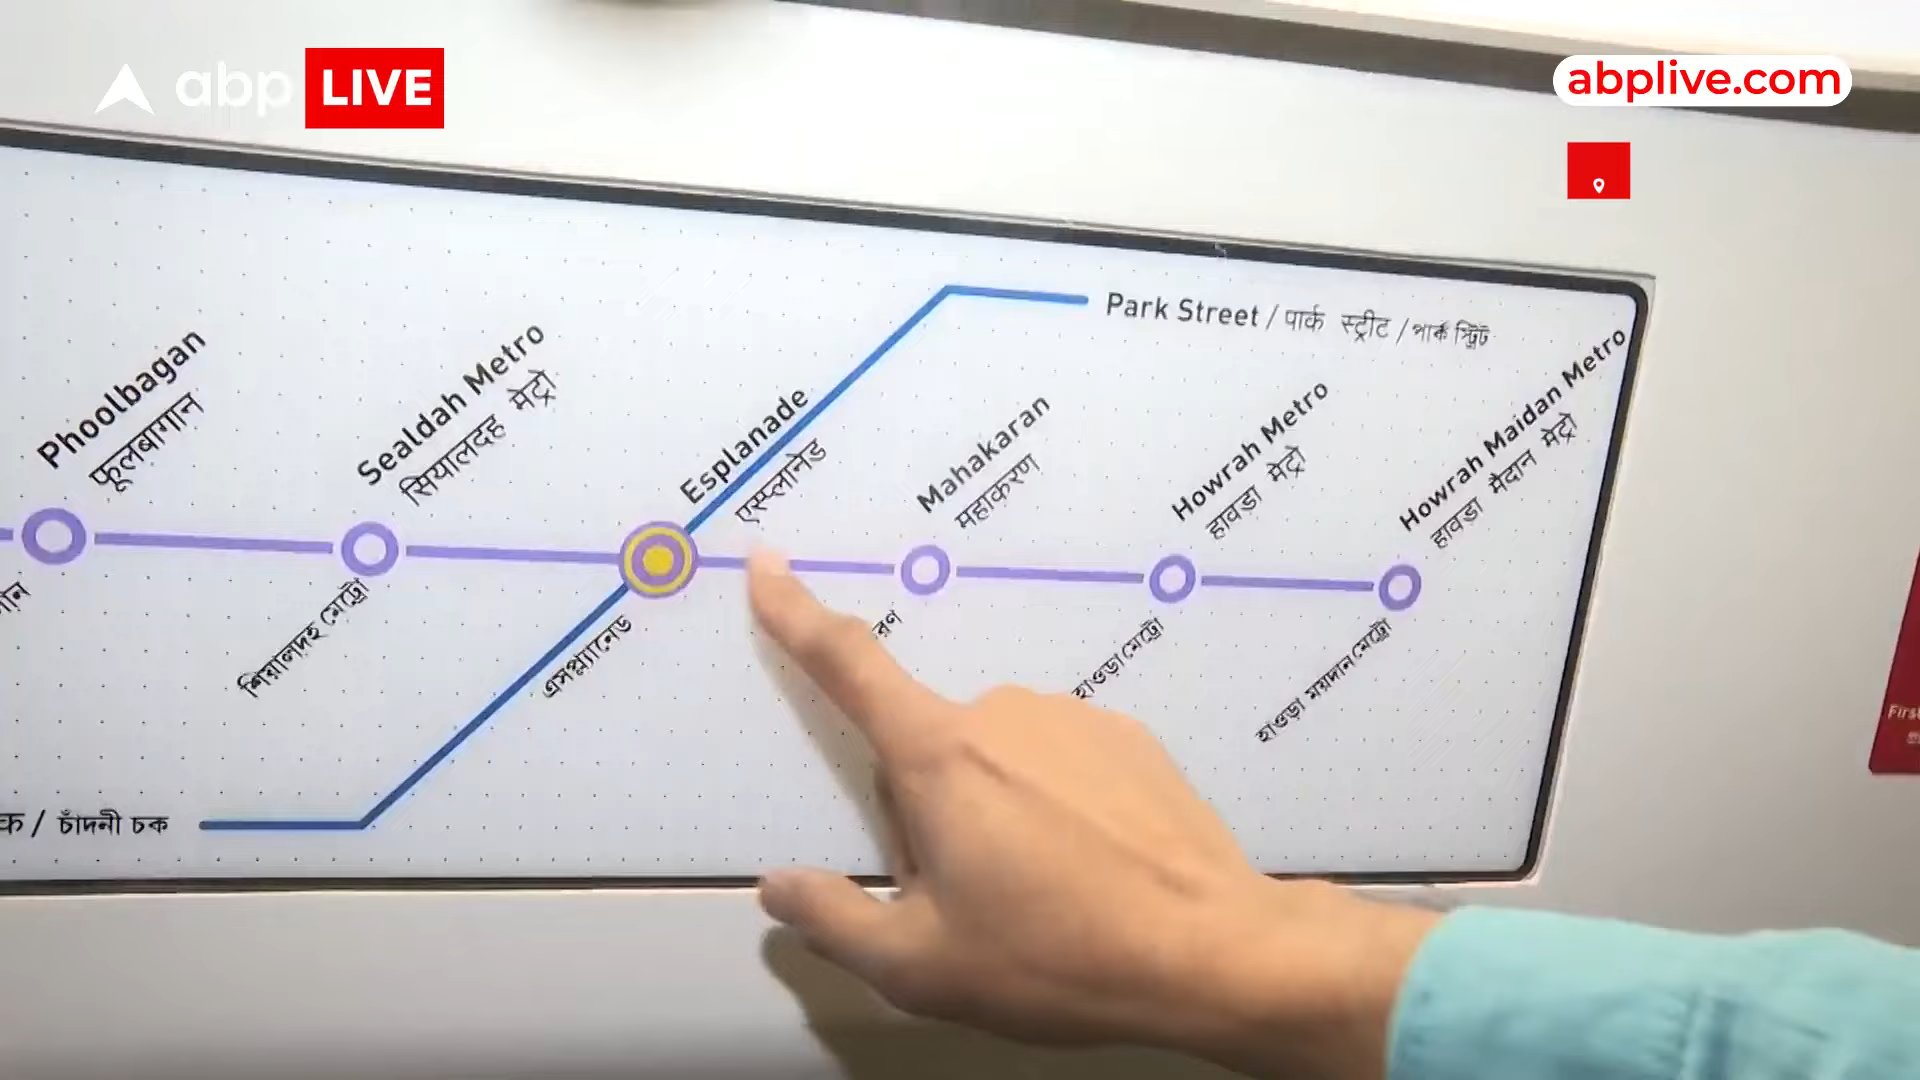 abp LIVE
abplive.com
Park Street / पार्क स्ट्रीट / পার্ক স্ট্রিট
Phoolbagan
फूलबागान
Sealdah Metro
सियालदह मेट्रो
শিয়ালদহ মেট্রো
Esplanade
एस्प्लानेड
এসপ্ল্যানেড
Mahakaran
महाकरण
Howrah Metro
हावड़ा मेट्रो
হাওড়া মেট্রো
Howrah Maidan Metro
हावड़ा मैदान मेट्रो
হাওড়া ময়দান মেট্রো
क / চাঁদনী চক
First